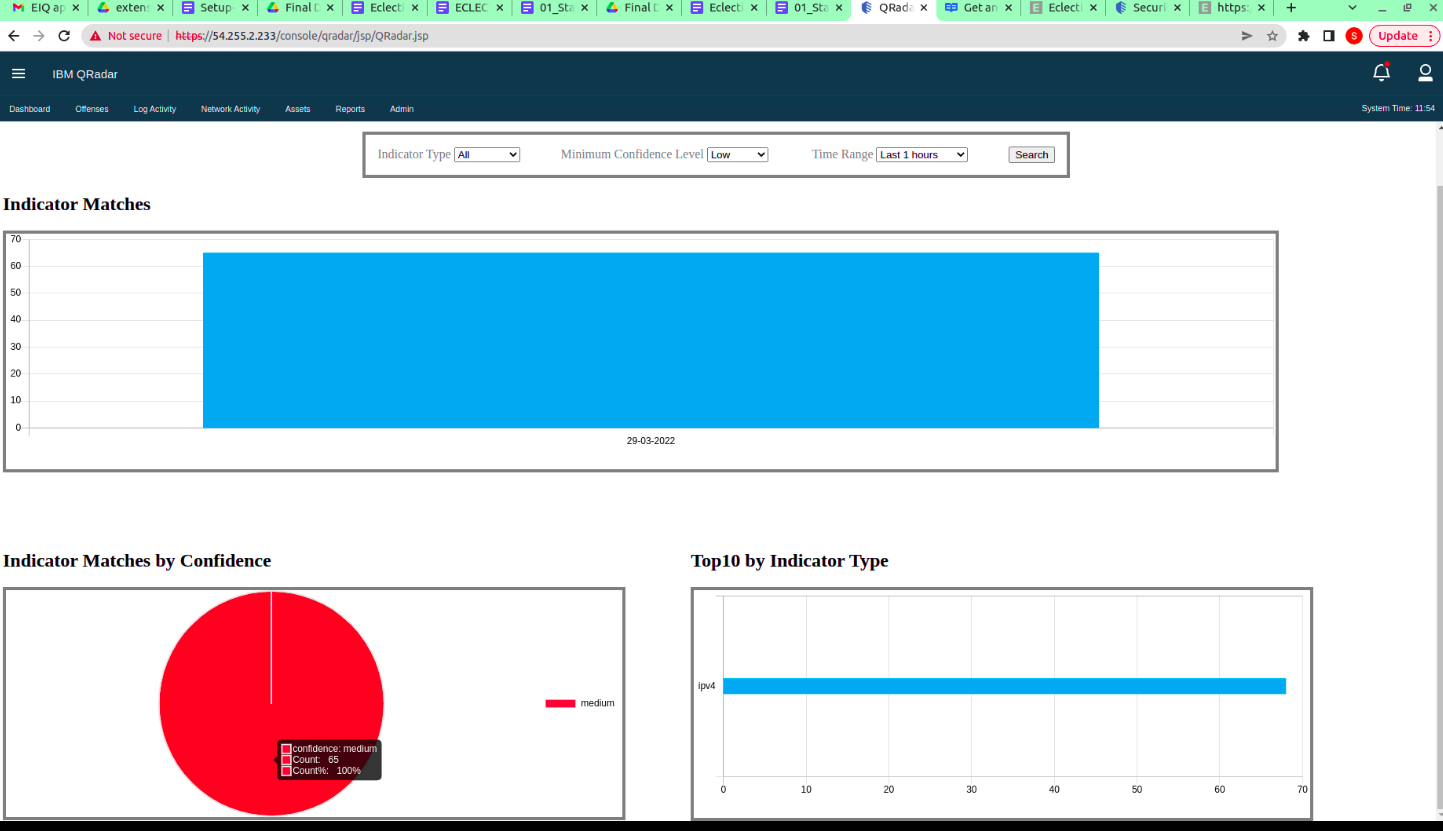 EIQ ap
exten
Setup-
Final D
Eclecti
ECLEC
01_Sta
Final D
Eclecti
01_Sta
QRada
Get an
Eclecti
Securi
https:
Not secure | https://54.255.2.233/console/qradar/jsp/QRadar.jsp
S
Update
IBM QRadar
Dashboard Offenses Log Activity Network Activity Assets Reports Admin System Time: 11:54
Indicator Type All Minimum Confidence Level Low Time Range Last 1 hours Search
Indicator Matches
70
60
50
40
30
20
10
0
29-03-2022
Indicator Matches by Confidence
medium
confidence: medium
Count: 65
Count%: 100%
Top10 by Indicator Type
ipv4
0 10 20 30 40 50 60 70